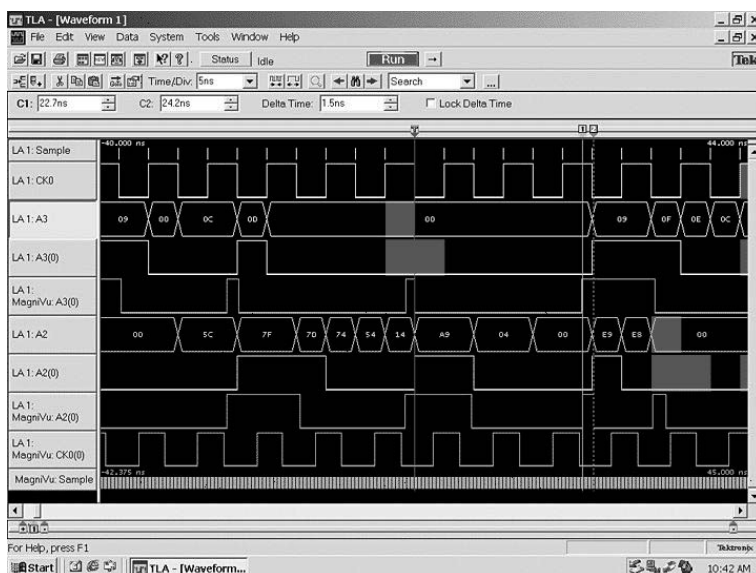 TLA - [Waveform 1]
File Edit View Data System Tools Window Help
Status Idle Run Tek
Time/Div: 5ns Search ...
C1: 22.7ns C2: 24.2ns Delta Time: 1.5ns Lock Delta Time
LA 1: Sample -40.000 ns 44.000 ns
LA 1: CK0
LA 1: A3 09 00 0C 0D 00 09 0F 0E 0C
LA 1: A3(0)
LA 1:
MagniVu: A3(0)
LA 1: A2 00 5C 7F 7D 74 54 14 A9 04 00 E9 E8 00
LA 1: A2(0)
LA 1:
MagniVu: A2(0)
LA 1:
MagniVu: CK0(0)
MagniVu: Sample -42.375 ns 45.000 ns
For Help, press F1 Tektronix
Start TLA - [Waveform... 10:42 AM